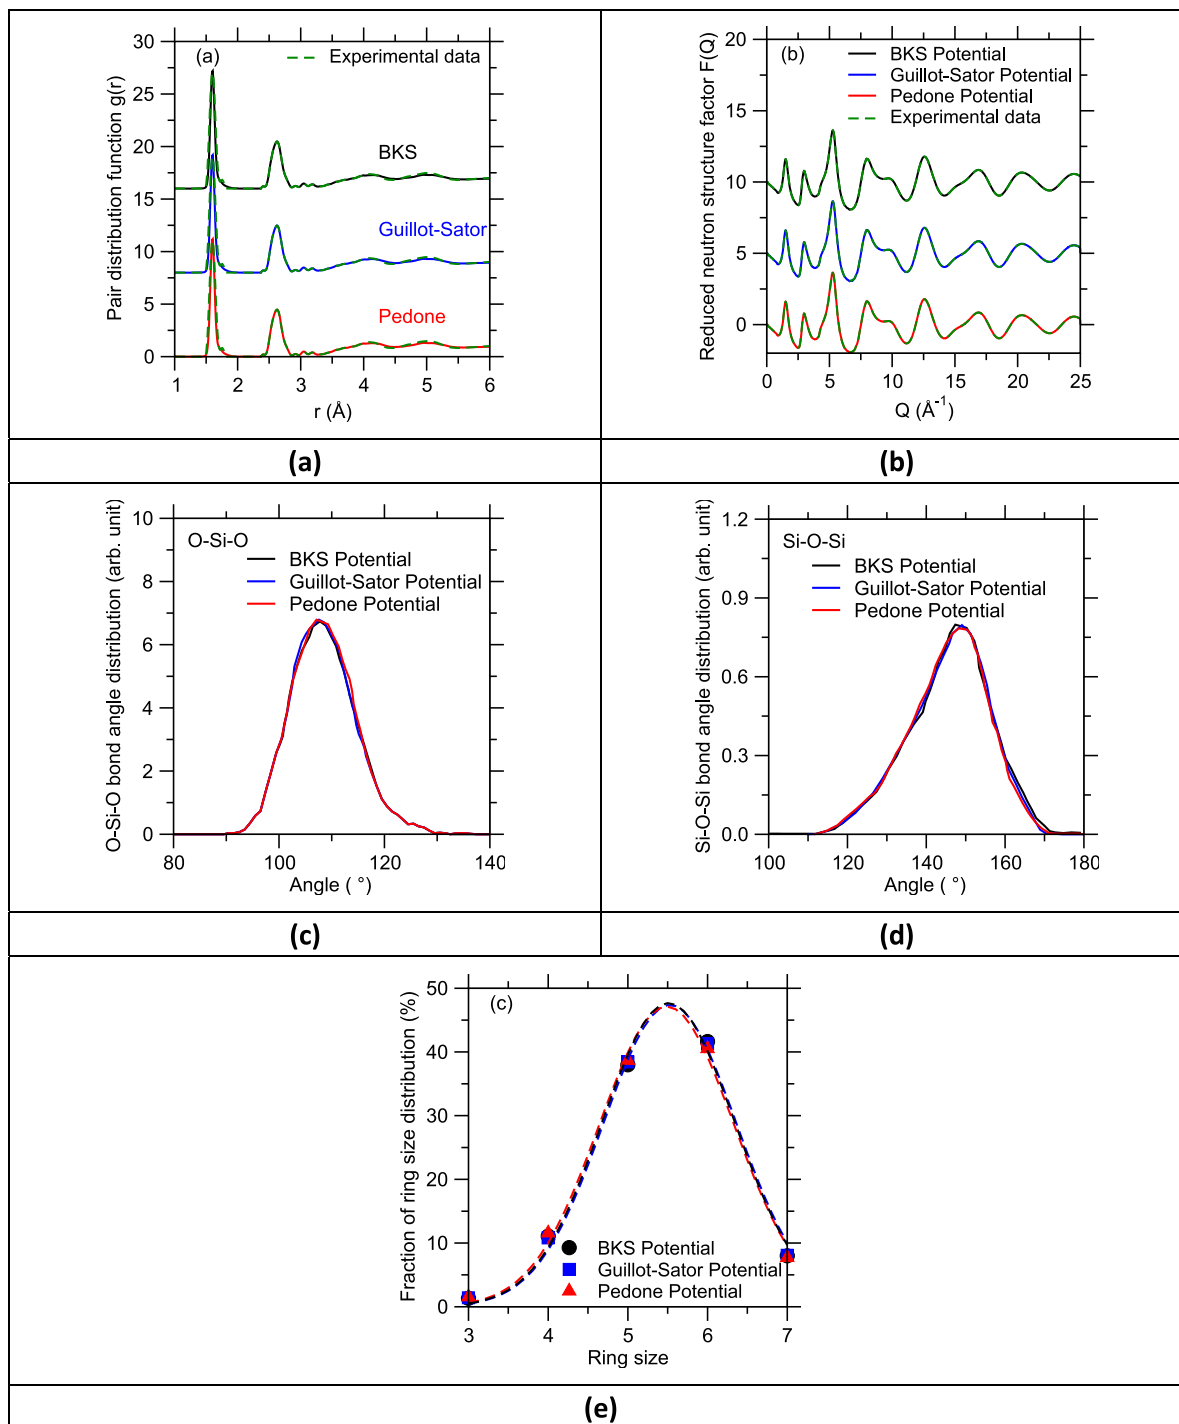 (a)
Experimental data
BKS
Guillot-Sator
Pedone
Pair distribution function g(r)
30
25
20
15
10
5
0
1 2 3 4 5 6
r (Å)
(b)
BKS Potential
Guillot-Sator Potential
Pedone Potential
Experimental data
Reduced neutron structure factor F(Q)
20
15
10
5
0
0 5 10 15 20 25
Q (Å⁻¹)
(a)
(b)
O-Si-O
BKS Potential
Guillot-Sator Potential
Pedone Potential
O-Si-O bond angle distribution (arb. unit)
10
8
6
4
2
0
80 100 120 140
Angle ( °)
Si-O-Si
BKS Potential
Guillot-Sator Potential
Pedone Potential
Si-O-Si bond angle distribution (arb. unit)
1.2
0.9
0.6
0.3
0.0
100 120 140 160 180
Angle ( °)
(c)
(d)
(c)
Fraction of ring size distribution (%)
50
40
30
20
10
0
BKS Potential
Guillot-Sator Potential
Pedone Potential
3 4 5 6 7
Ring size
(e)